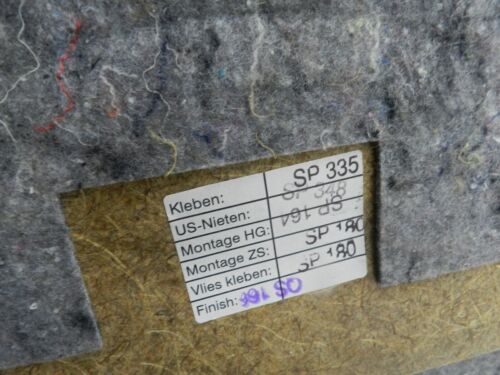 Kleben: SP 335
US-Nieten: SP 348
Montage HG:
Montage ZS: SP 180
Vlies kleben: SP 180
Finish: